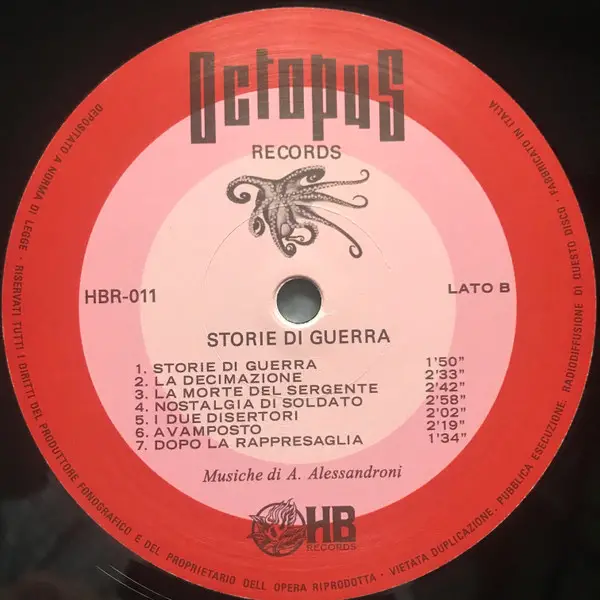 Octopus
RECORDS
HBR-011
LATO B
STORIE DI GUERRA
1. STORIE DI GUERRA 1'50"
2. LA DECIMAZIONE 2'33"
3. LA MORTE DEL SERGENTE 2'42"
4. NOSTALGIA DI SOLDATO 2'58"
5. I DUE DISERTORI 2'02"
6. AVAMPOSTO 2'19"
7. DOPO LA RAPPRESAGLIA 1'34"
Musiche di A. Alessandroni
HB
RECORDS
DEPOSITATO A NORMA DI LEGGE - RISERVATI TUTTI I DIRITTI DEL PRODUTTORE FONOGRAFICO E DEL PROPRIETARIO DELL OPERA RIPRODOTTA - VIETATA DUPLICAZIONE, PUBBLICA ESECUZIONE, RADIODIFFUSIONE DI QUESTO DISCO - FABBRICATO IN ITALIA